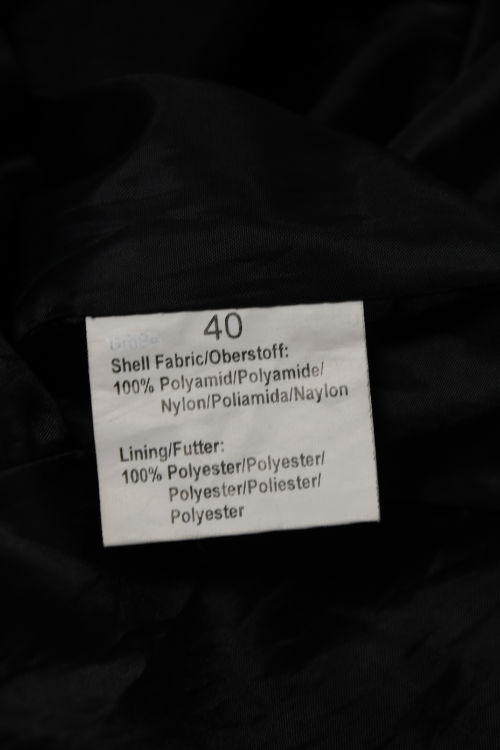 40
Shell Fabric/Oberstoff:
100% Polyamid/Polyamide/
Nylon/Poliamida/Naylon
Lining/Futter:
100% Polyester/Polyester/
Polyester/Poliester/
Polyester